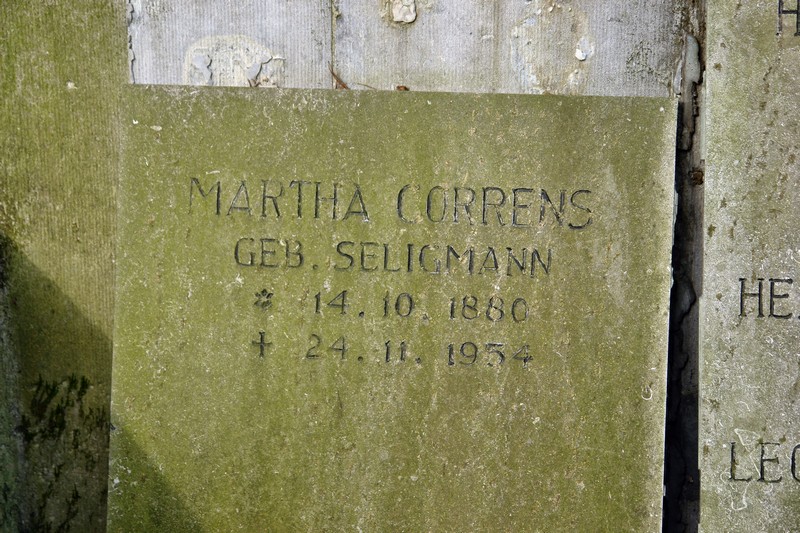 MARTHA CORRENS
GEB. SELIGMANN
* 14. 10. 1880
† 24. 11. 1954